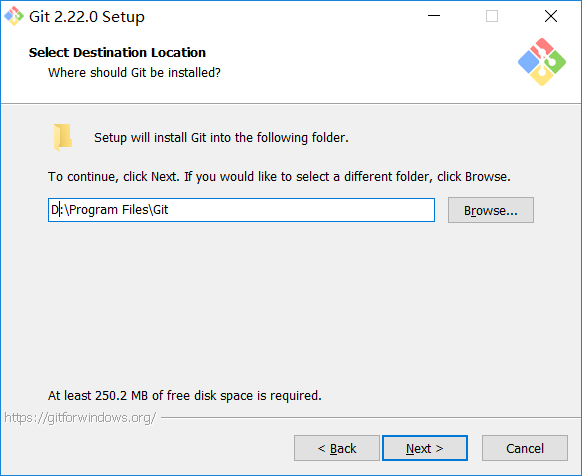 Git 2.22.0 Setup
Select Destination Location
Where should Git be installed?
Setup will install Git into the following folder.
To continue, click Next. If you would like to select a different folder, click Browse.
D:\Program Files\Git
Browse...
At least 250.2 MB of free disk space is required.
https://gitforwindows.org/
< Back
Next >
Cancel